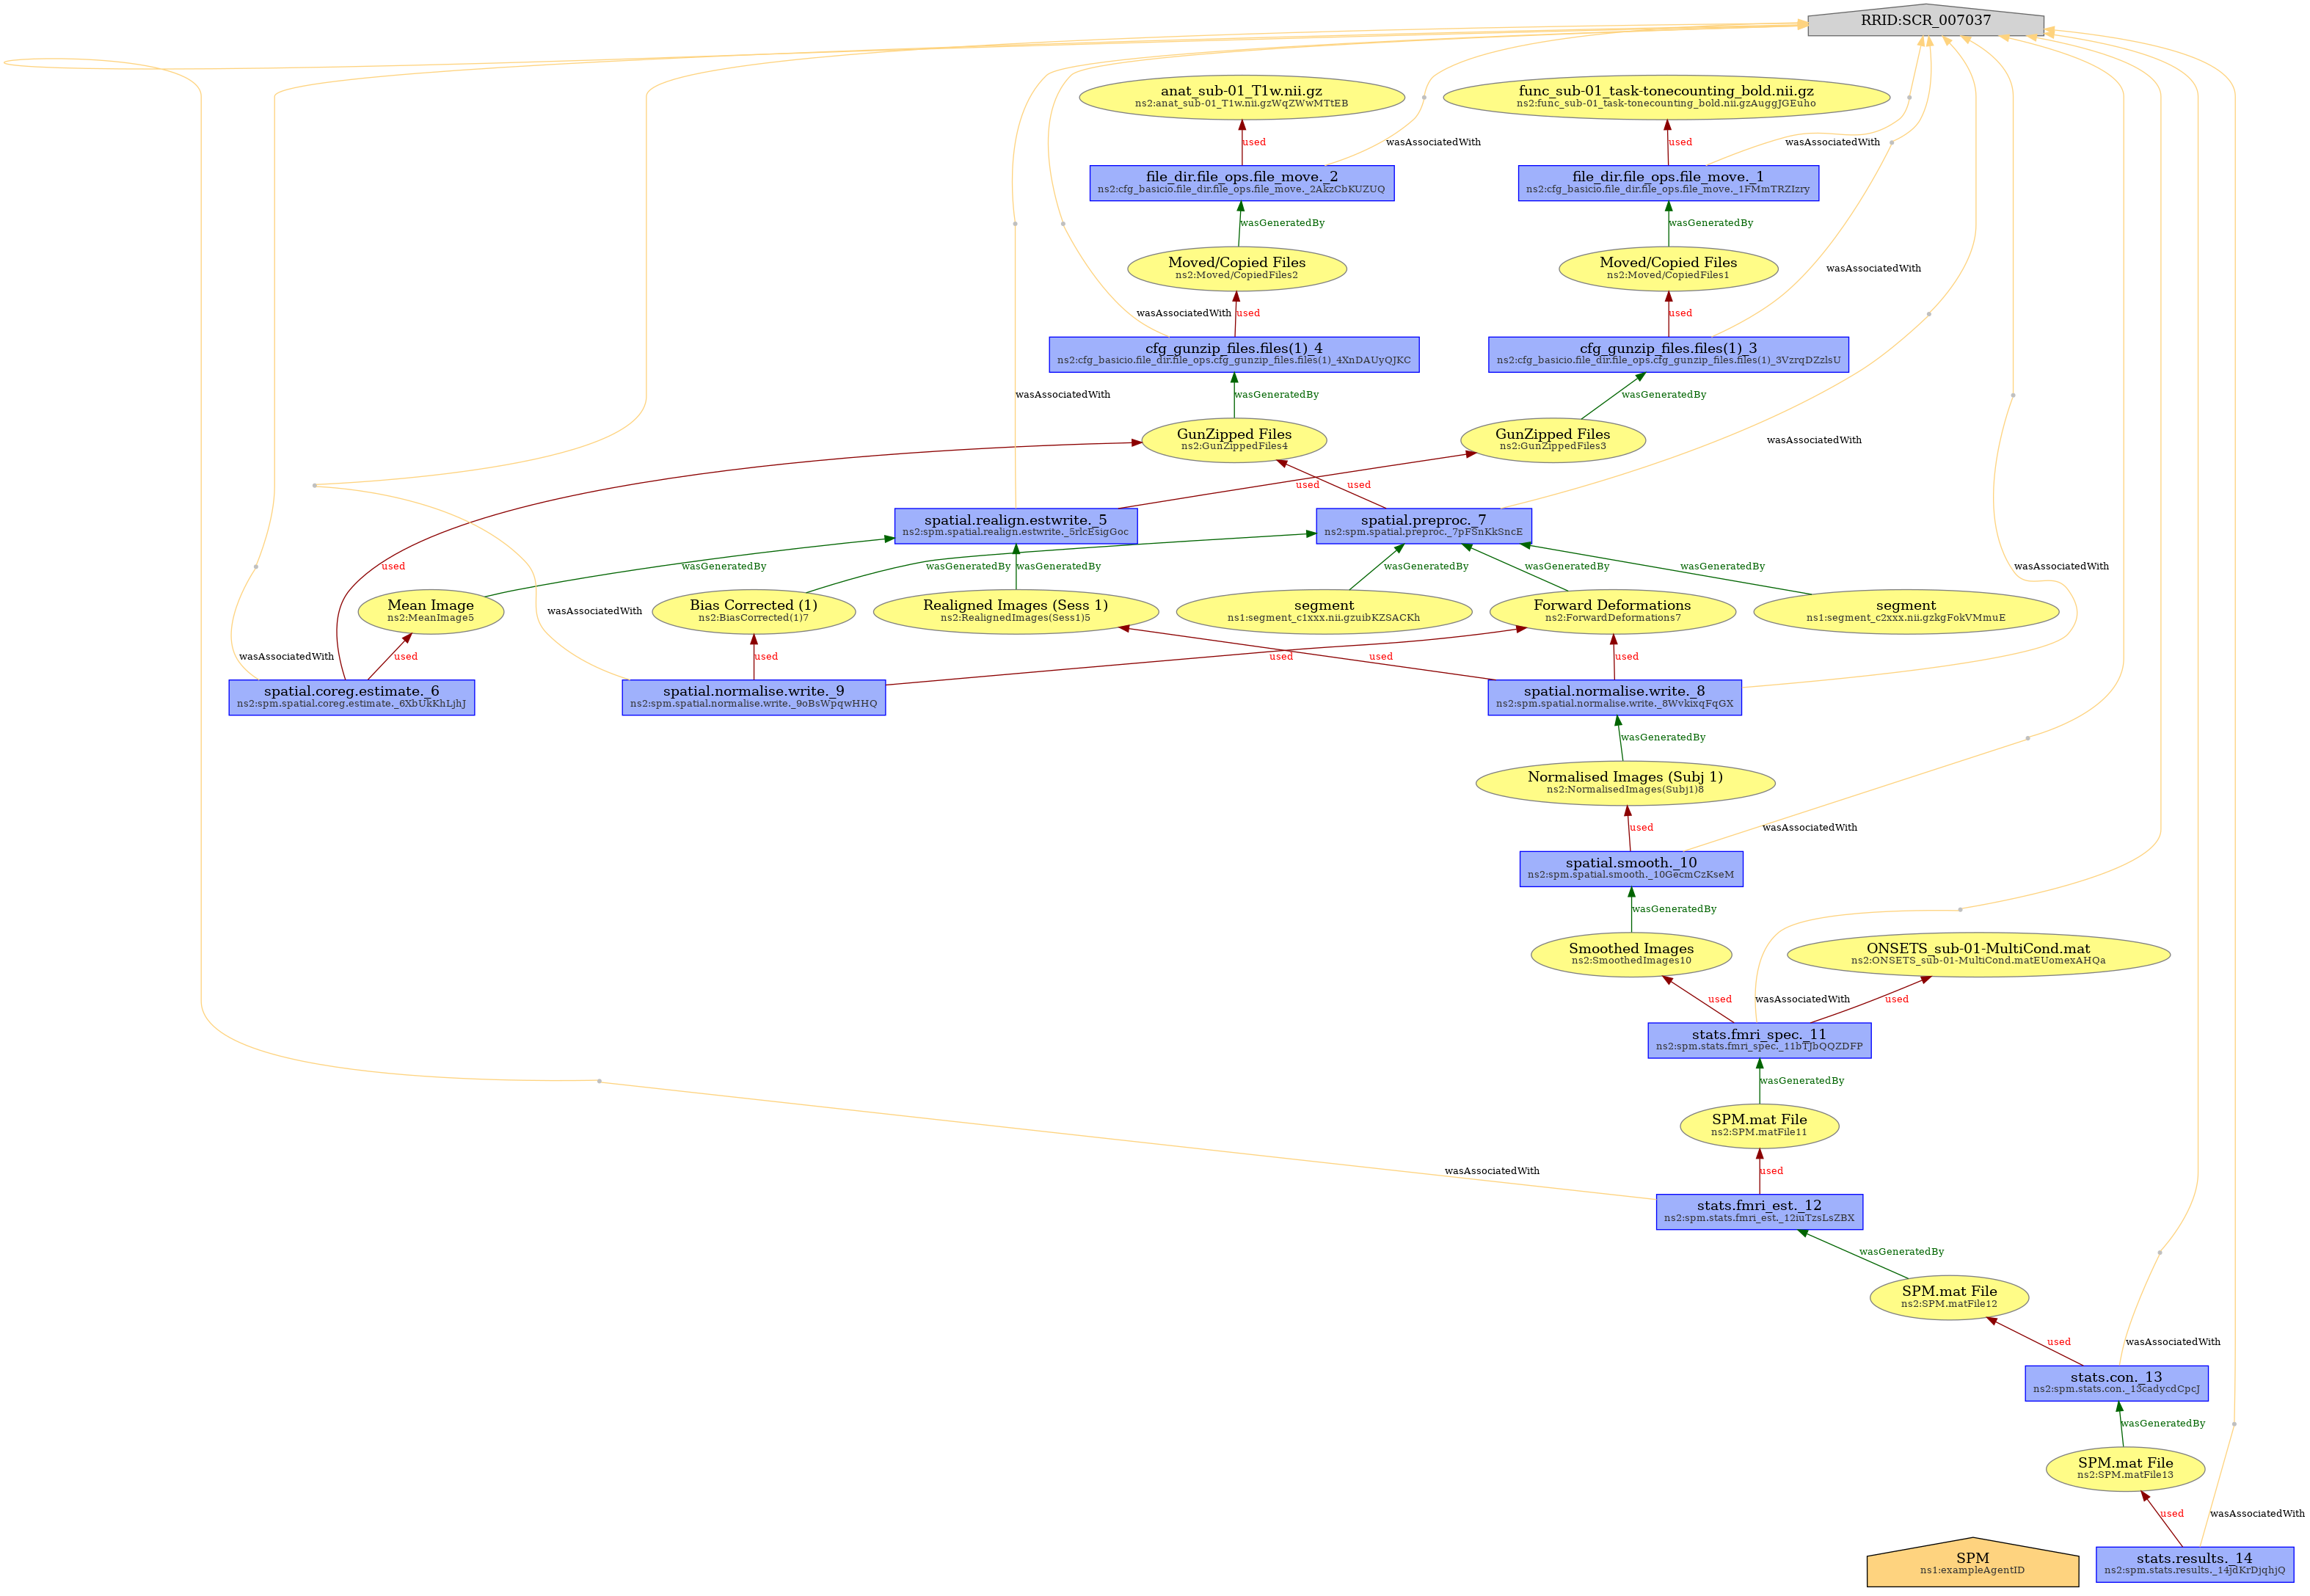 RRID:SCR_007037
anat_sub-01_T1w.nii.gz
ns2:anat_sub-01_T1w.nii.gzWqZWwMTtEB
func_sub-01_task-tonecounting_bold.nii.gz
ns2:func_sub-01_task-tonecounting_bold.nii.gzAuggJGEuho
used
wasAssociatedWith
used
wasAssociatedWith
file_dir.file_ops.file_move._2
ns2:cfg_basicio.file_dir.file_ops.file_move._2AkzCbKUZUQ
file_dir.file_ops.file_move._1
ns2:cfg_basicio.file_dir.file_ops.file_move._1FMmTRZIzry
wasGeneratedBy
wasGeneratedBy
Moved/Copied Files
ns2:Moved/CopiedFiles2
Moved/Copied Files
ns2:Moved/CopiedFiles1
wasAssociatedWith
wasAssociatedWith
used
used
cfg_gunzip_files.files(1)_4
ns2:cfg_basicio.file_dir.file_ops.cfg_gunzip_files.files(1)_4XnDAUyQJKC
cfg_gunzip_files.files(1)_3
ns2:cfg_basicio.file_dir.file_ops.cfg_gunzip_files.files(1)_3VzrqDZzlsU
wasAssociatedWith
wasGeneratedBy
wasGeneratedBy
GunZipped Files
ns2:GunZippedFiles4
GunZipped Files
ns2:GunZippedFiles3
wasAssociatedWith
used
used
spatial.realign.estwrite._5
ns2:spm.spatial.realign.estwrite._5rlcEsigGoc
spatial.preproc._7
ns2:spm.spatial.preproc._7pFSnKkSncE
used
wasGeneratedBy
wasGeneratedBy
wasGeneratedBy
wasGeneratedBy
wasGeneratedBy
wasGeneratedBy
wasAssociatedWith
Mean Image
ns2:MeanImage5
wasAssociatedWith
Bias Corrected (1)
ns2:BiasCorrected(1)7
Realigned Images (Sess 1)
ns2:RealignedImages(Sess1)5
segment
ns1:segment_c1xxx.nii.gzuibKZSACKh
Forward Deformations
ns2:ForwardDeformations7
segment
ns1:segment_c2xxx.nii.gzkgFokVMmuE
wasAssociatedWith
used
used
used
used
used
spatial.coreg.estimate._6
ns2:spm.spatial.coreg.estimate._6XbUkKhLjhJ
spatial.normalise.write._9
ns2:spm.spatial.normalise.write._9oBsWpqwHHQ
spatial.normalise.write._8
ns2:spm.spatial.normalise.write._8WvkixqFqGX
wasGeneratedBy
Normalised Images (Subj 1)
ns2:NormalisedImages(Subj1)8
used
wasAssociatedWith
spatial.smooth._10
ns2:spm.spatial.smooth._10GecmCzKseM
wasGeneratedBy
Smoothed Images
ns2:SmoothedImages10
ONSETS_sub-01-MultiCond.mat
ns2:ONSETS_sub-01-MultiCond.matEUomexAHQa
used
wasAssociatedWith
used
stats.fmri_spec._11
ns2:spm.stats.fmri_spec._11bTJbQQZDFP
wasGeneratedBy
SPM.mat File
ns2:SPM.matFile11
wasAssociatedWith
used
stats.fmri_est._12
ns2:spm.stats.fmri_est._12iuTzsLsZBX
wasGeneratedBy
SPM.mat File
ns2:SPM.matFile12
used
wasAssociatedWith
stats.con._13
ns2:spm.stats.con._13cadycdCpcJ
wasGeneratedBy
SPM.mat File
ns2:SPM.matFile13
used
wasAssociatedWith
SPM
ns1:exampleAgentID
stats.results._14
ns2:spm.stats.results._14jdKrDjqhjQ